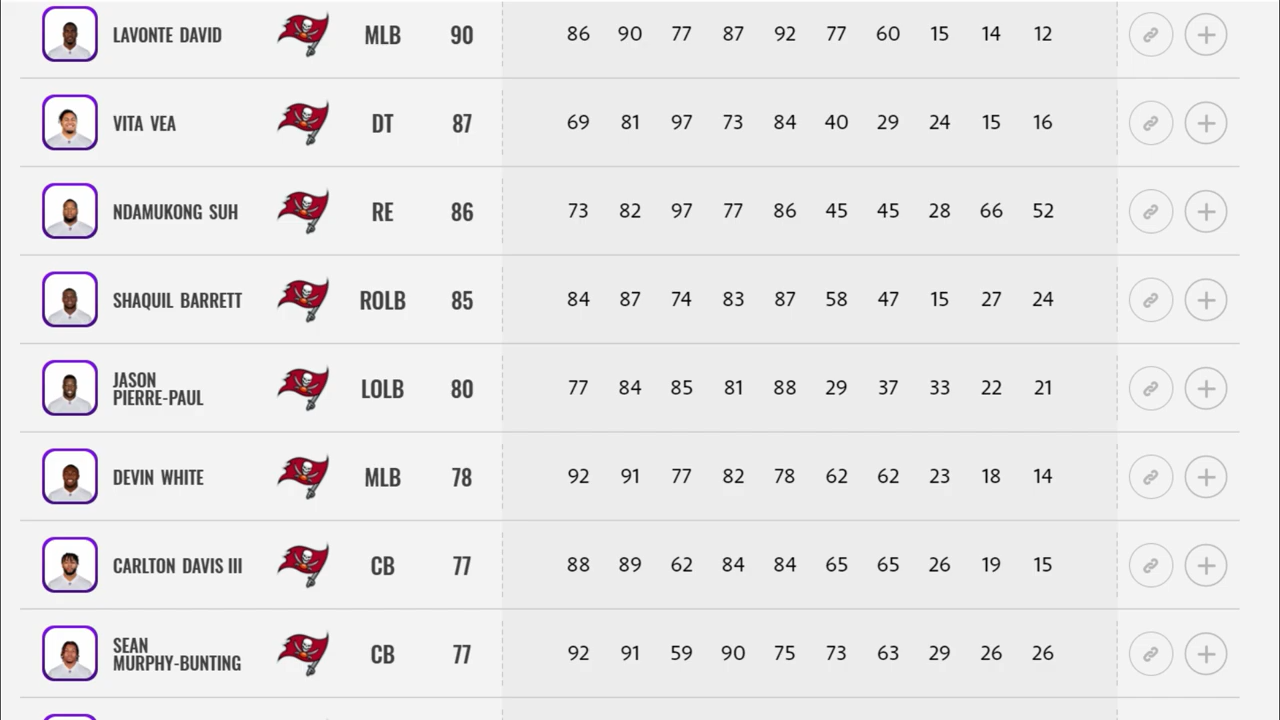 LAVONTE DAVID MLB 90 86 90 77 87 92 77 60 15 14 12
VITA VEA DT 87 69 81 97 73 84 40 29 24 15 16
NDAMUKONG SUH RE 86 73 82 97 77 86 45 45 28 66 52
SHAQUIL BARRETT ROLB 85 84 87 74 83 87 58 47 15 27 24
JASON
PIERRE-PAUL LOLB 80 77 84 85 81 88 29 37 33 22 21
DEVIN WHITE MLB 78 92 91 77 82 78 62 62 23 18 14
CARLTON DAVIS III CB 77 88 89 62 84 84 65 65 26 19 15
SEAN
MURPHY-BUNTING CB 77 92 91 59 90 75 73 63 29 26 26